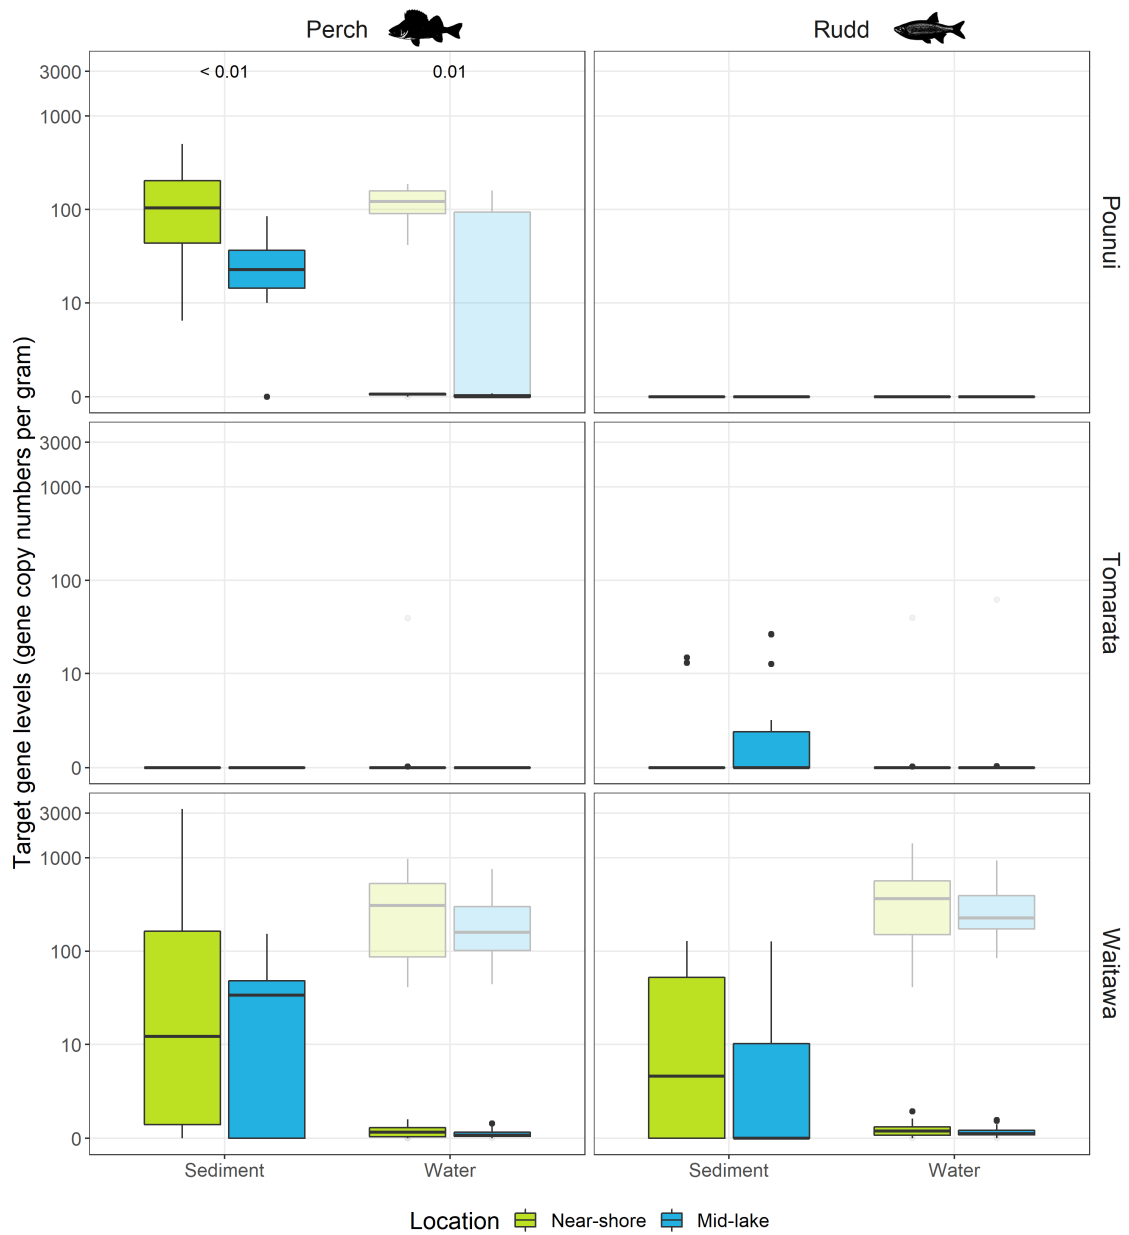 Perch
Rudd
Target gene levels (gene copy numbers per gram)
3000
1000
100
10
0
< 0.01
0.01
Pounui
3000
1000
100
10
0
Tomarata
3000
1000
100
10
0
Waitawa
Sediment
Water
Sediment
Water
Location
Near-shore
Mid-lake